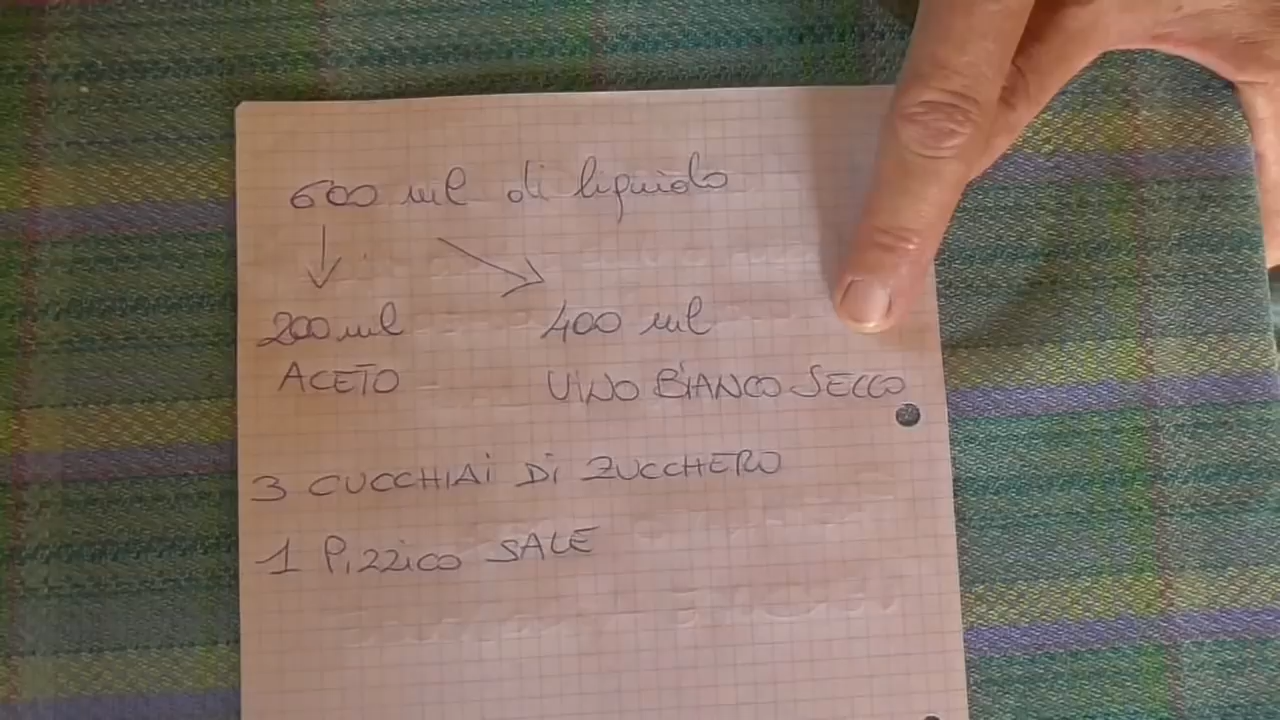 600 ml di liquido
200 ml 400 ml
ACETO VINO BIANCO SECCO
3 CUCCHIAi Di ZUCCHERO
1 Pizzico SALE